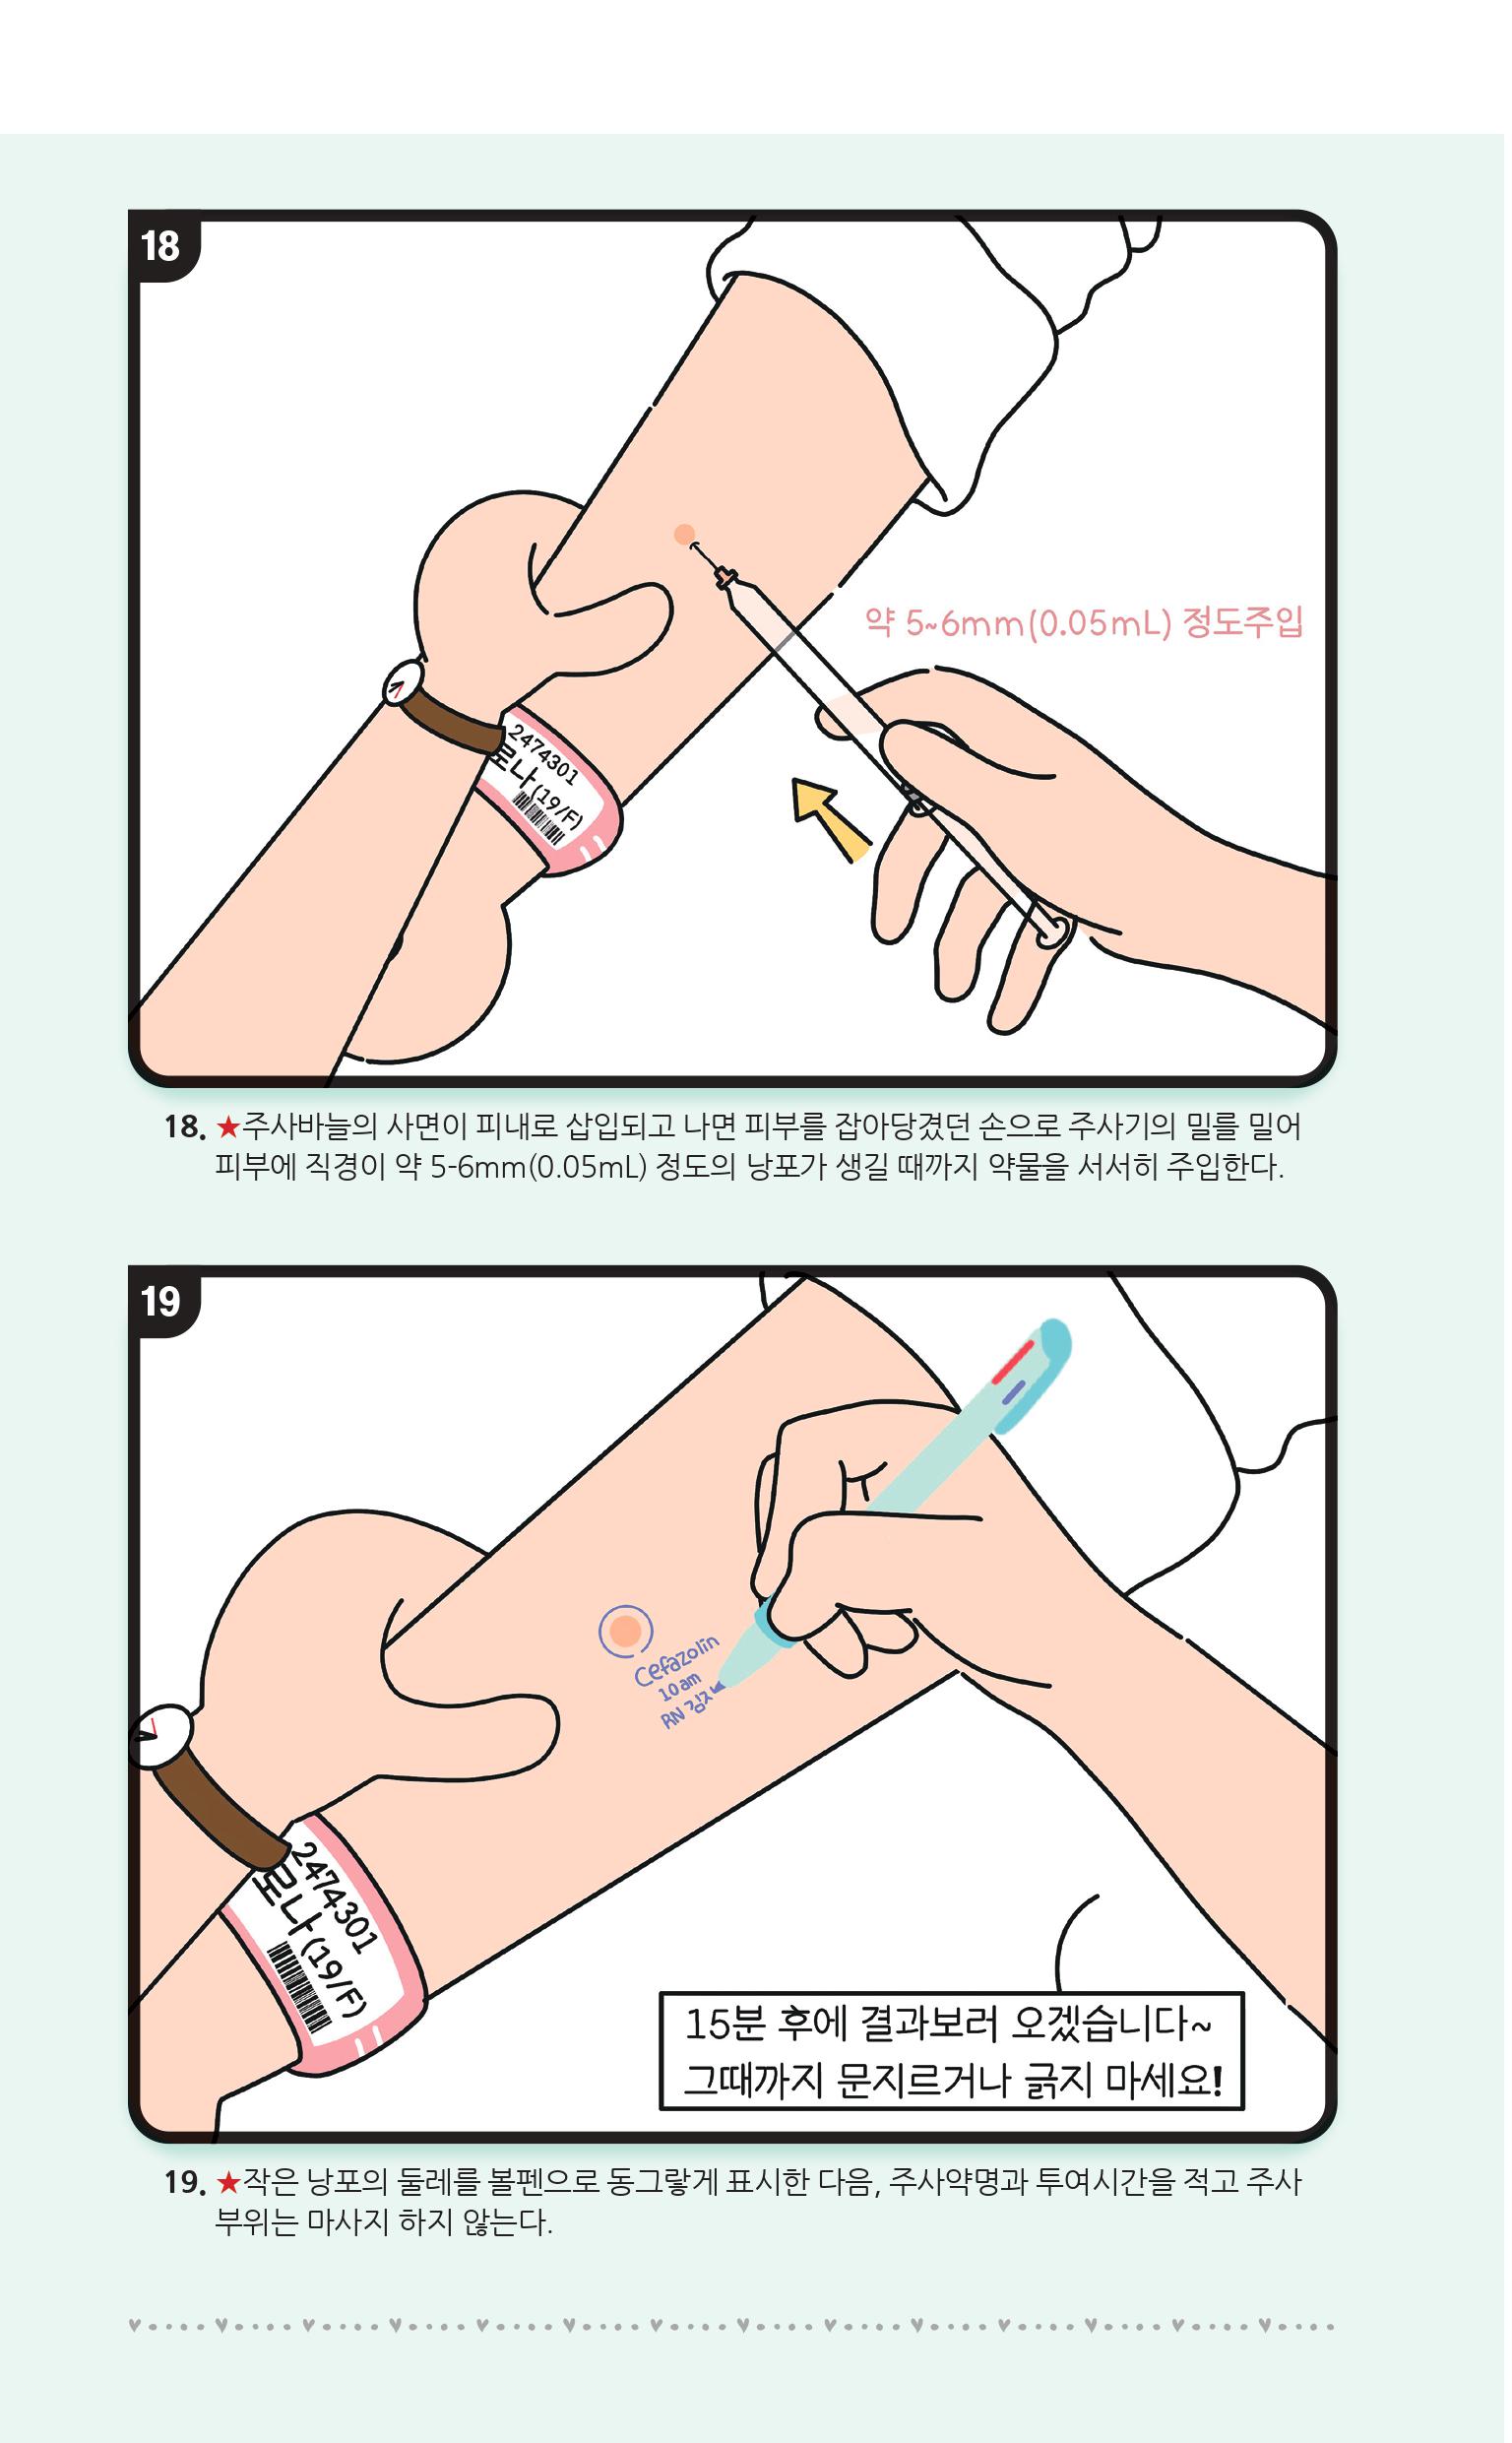 18
약 5~6mm(0.05mL) 정도주입
2474301
로나(19/F)
18. ★주사바늘의 사면이 피내로 삽입되고 나면 피부를 잡아당겼던 손으로 주사기의 밀를 밀어
피부에 직경이 약 5-6mm(0.05mL) 정도의 낭포가 생길 때까지 약물을 서서히 주입한다.
19
Cefazolin
10am
RN 김지
2474301
로나(19/F)
15분 후에 결과보러 오겠습니다~
그때까지 문지르거나 긁지 마세요!
19. ★작은 낭포의 둘레를 볼펜으로 동그랗게 표시한 다음, 주사약명과 투여시간을 적고 주사
부위는 마사지 하지 않는다.